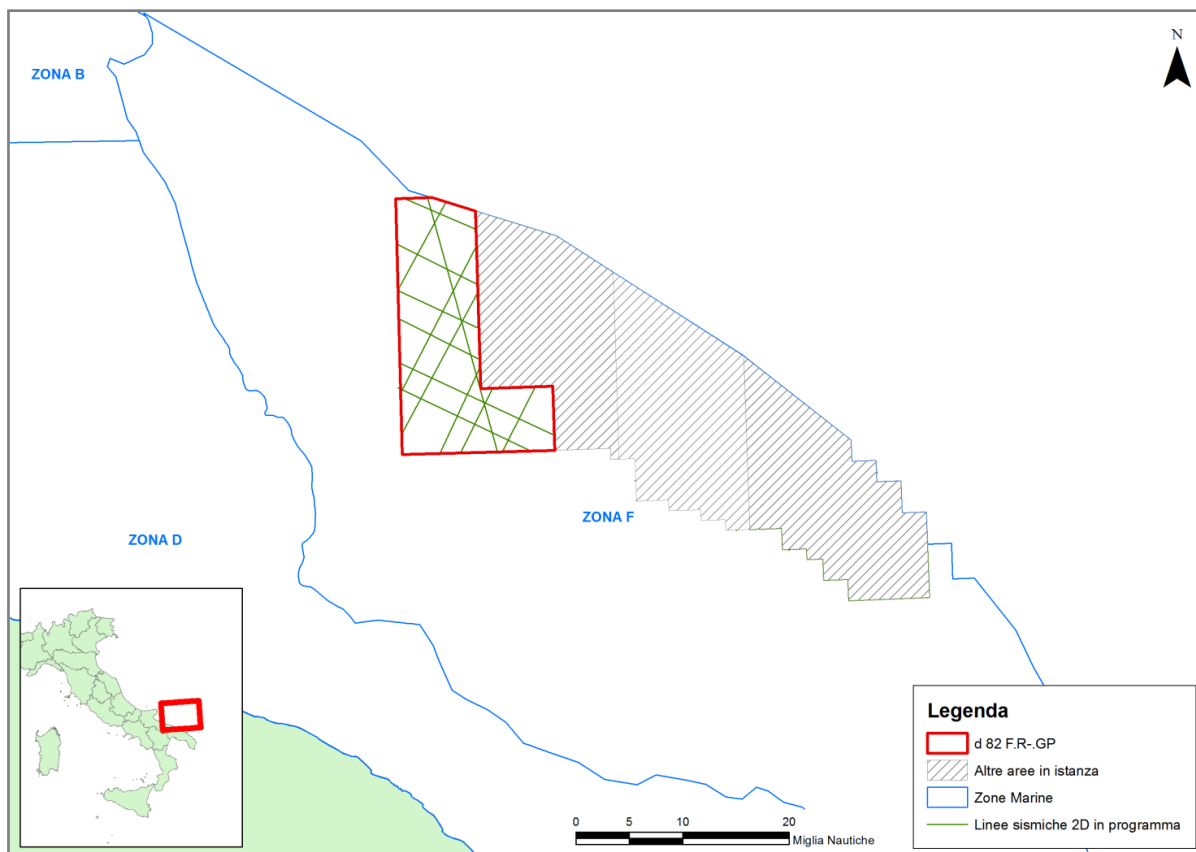 N
ZONA B
ZONA F
ZONA D
Legenda
d 82 F.R-.GP
Altre aree in istanza
Zone Marine
Linee sismiche 2D in programma
0 5 10 20
Miglia Nautiche